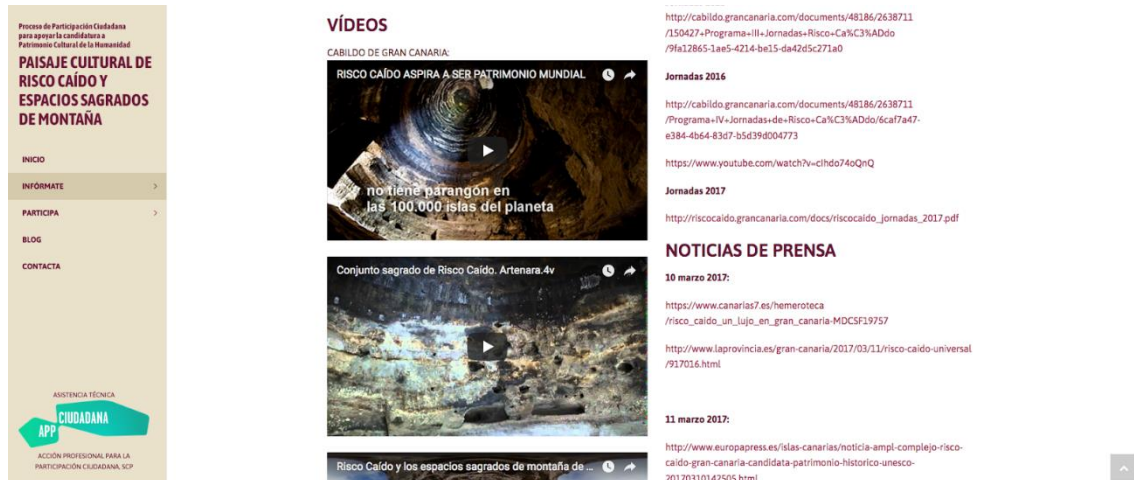 Proceso de Participación Ciudadana
para apoyar la candidatura a
Patrimonio Cultural de la Humanidad
PAISAJE CULTURAL DE
RISCO CAÍDO Y
ESPACIOS SAGRADOS
DE MONTAÑA
INICIO
INFÓRMATE
PARTICIPA
BLOG
CONTACTA
ASISTENCIA TÉCNICA
CIUDADANA
APP
ACCIÓN PROFESIONAL PARA LA
PARTICIPACIÓN CIUDADANA, SCP
VÍDEOS
CABILDO DE GRAN CANARIA:
RISCO CAÍDO ASPIRA A SER PATRIMONIO MUNDIAL
no tiene parangón en
las 100.000 islas del planeta
Conjunto sagrado de Risco Caído. Artenara.4v
Risco Caído y los espacios sagrados de montaña de ...
http://cabildo.grancanaria.com/documents/48186/2638711
/150427+Programa+III+Jornadas+Risco+Ca%C3%ADdo
/9fa12865-1ae5-4214-be15-da42d5c271a0
Jornadas 2016
http://cabildo.grancanaria.com/documents/48186/2638711
/Programa+IV+Jornadas+de+Risco+Ca%C3%ADdo/6caf7a47-
e384-4b64-83d7-b5d39d004773
https://www.youtube.com/watch?v=cIhdo74oQnQ
Jornadas 2017
http://riscocaido.grancanaria.com/docs/riscocaido_jornadas_2017.pdf
NOTICIAS DE PRENSA
10 marzo 2017:
https://www.canarias7.es/hemeroteca
/risco_caido_un_lujo_en_gran_canaria-MDCSF19757
http://www.laprovincia.es/gran-canaria/2017/03/11/risco-caido-universal
/917016.html
11 marzo 2017:
http://www.europapress.es/islas-canarias/noticia-ampl-complejo-risco-
caido-gran-canaria-candidata-patrimonio-historico-unesco-
20170310142505.html